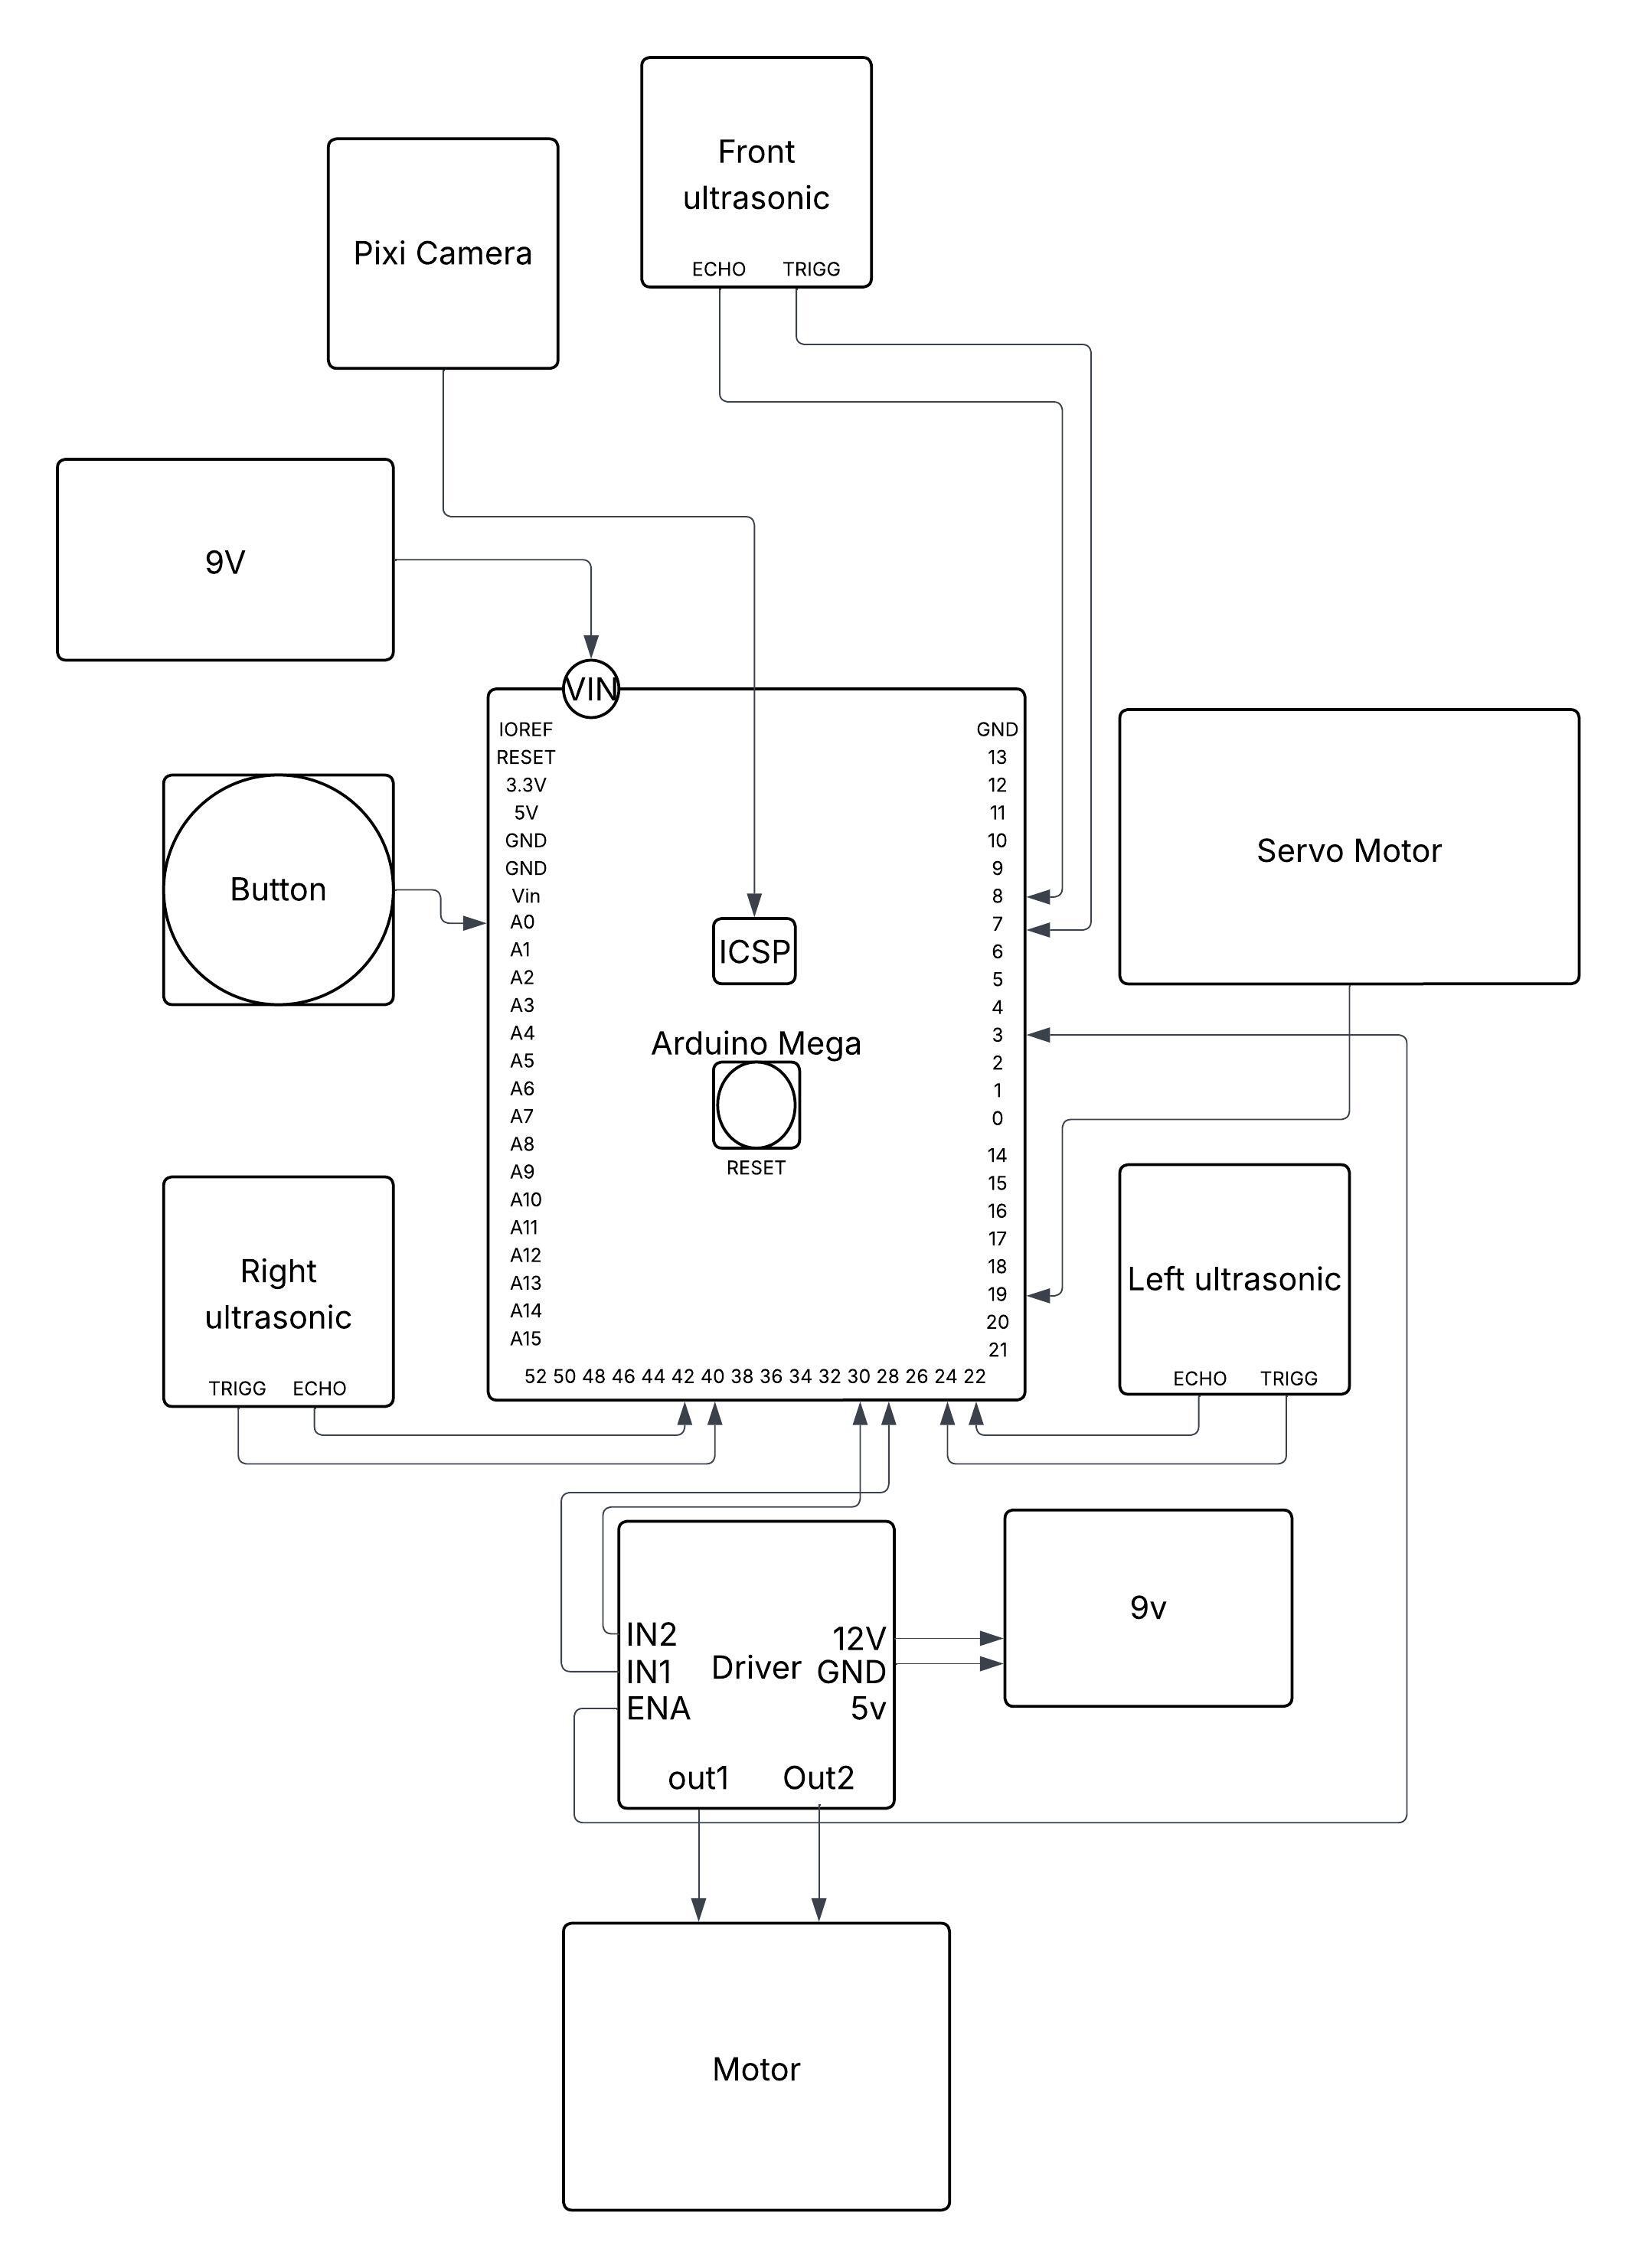 Front
ultrasonic
ECHO TRIGG
Pixi Camera
9V
VIN
IOREF
RESET
3.3V
5V
GND
GND
Vin
A0
A1
A2
A3
A4
A5
A6
A7
A8
A9
A10
A11
A12
A13
A14
A15
GND
13
12
11
10
9
8
7
6
5
4
3
2
1
0
14
15
16
17
18
19
20
21
52 50 48 46 44 42 40 38 36 34 32 30 28 26 24 22
ICSP
Arduino Mega
RESET
Button
Servo Motor
Right
ultrasonic
TRIGG ECHO
Left ultrasonic
ECHO TRIGG
IN2
IN1
ENA
Driver
12V
GND
5v
out1 Out2
9v
Motor